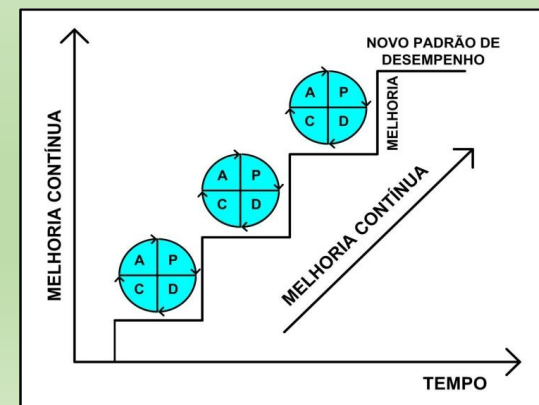 NOVO PADRÃO DE
DESEMPENHO
MELHORIA
A P
C D
A P
C D
A P
C D
MELHORIA CONTÍNUA
MELHORIA CONTÍNUA
TEMPO